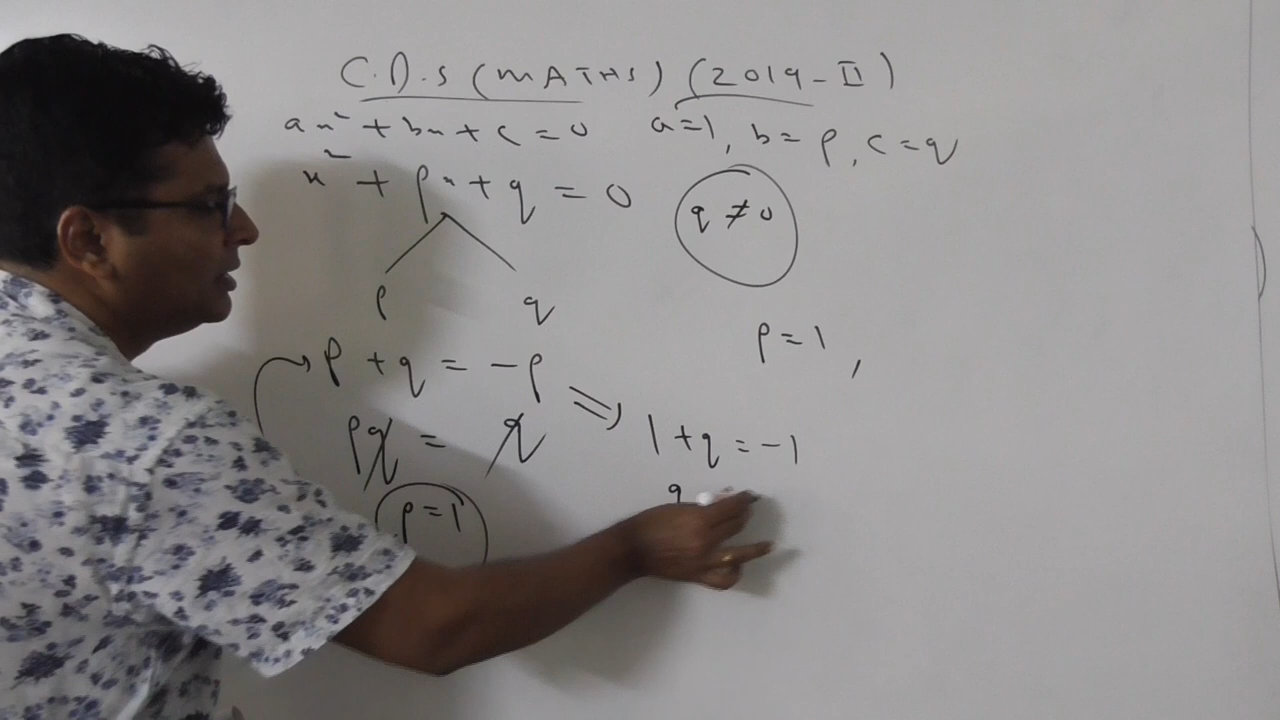 C.D.S (MATHS) (2019-II)
ax² + bx + c = 0 a=1, b= p, c = q
x² + px + q = 0 q ≠ 0
p q
p = 1,
p + q = -p ⇒
pq = q
1 + q = -1
p = 1
q =